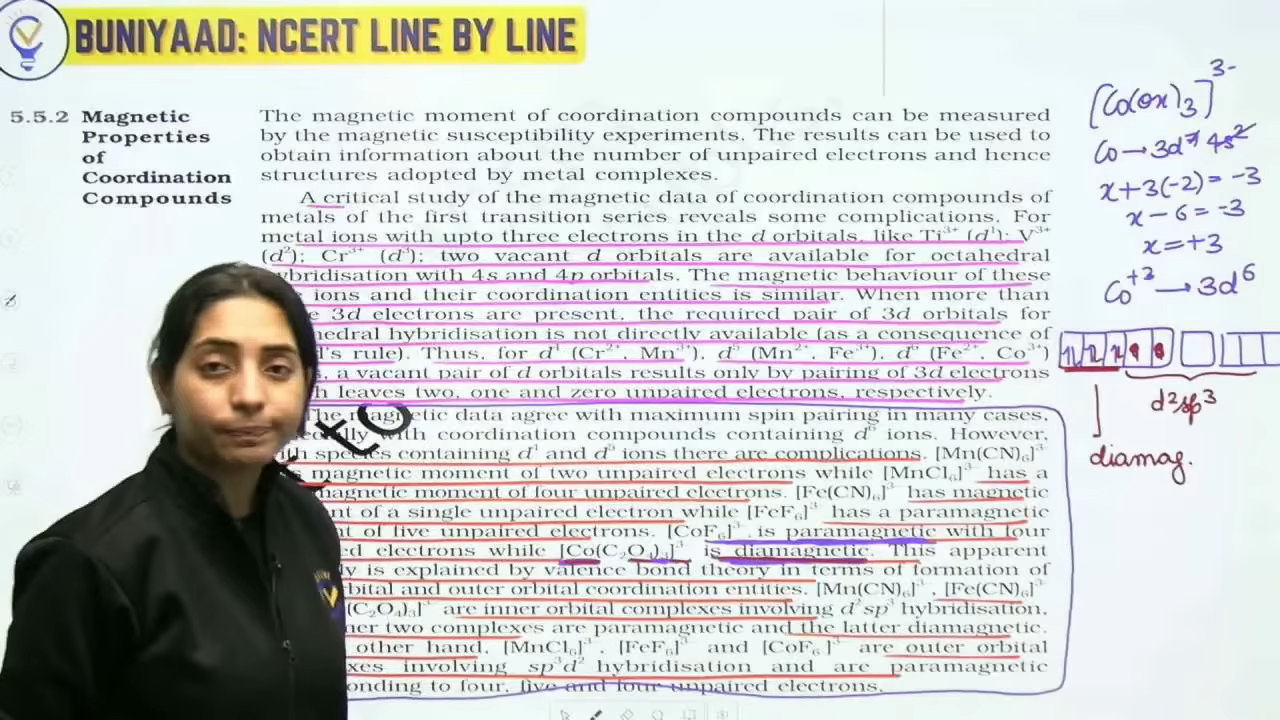 BUNIYAAD: NCERT LINE BY LINE
5.5.2 Magnetic
Properties
of
Coordination
Compounds
The magnetic moment of coordination compounds can be measured
by the magnetic susceptibility experiments. The results can be used to
obtain information about the number of unpaired electrons and hence
structures adopted by metal complexes.
A critical study of the magnetic data of coordination compounds of
metals of the first transition series reveals some complications. For
metal ions with upto three electrons in the d orbitals, like Ti³⁺ (d¹); V³⁺
(d²); Cr³⁺ (d³); two vacant d orbitals are available for octahedral
hybridisation with 4s and 4p orbitals. The magnetic behaviour of these
ions and their coordination entities is similar. When more than
3d electrons are present, the required pair of 3d orbitals for
hedral hybridisation is not directly available (as a consequence of
d's rule). Thus, for d⁴ (Cr²⁺, Mn³⁺), d⁵ (Mn²⁺, Fe³⁺), d⁶ (Fe²⁺, Co³⁺)
, a vacant pair of d orbitals results only by pairing of 3d electrons
h leaves two, one and zero unpaired electrons, respectively.
The magnetic data agree with maximum spin pairing in many cases,
with coordination compounds containing d⁶ ions. However,
species containing d⁴ and d⁵ ions there are complications. [Mn(CN)₆]³⁻
magnetic moment of two unpaired electrons while [MnCl₆]³⁻ has a
magnetic moment of four unpaired electrons. [Fe(CN)₆]³⁻ has magnetic
nt of a single unpaired electron while [FeF₆]³⁻ has a paramagnetic
nt of five unpaired electrons. [CoF₆]³⁻ is paramagnetic with four
ed electrons while [Co(C₂O₄)₃]³⁻ is diamagnetic. This apparent
ly is explained by valence bond theory in terms of formation of
rbital and outer orbital coordination entities. [Mn(CN)₆]³⁻, [Fe(CN)₆]³⁻
(C₂O₄)₃]³⁻ are inner orbital complexes involving d²sp³ hybridisation,
mer two complexes are paramagnetic and the latter diamagnetic.
other hand, [MnCl₆]³⁻, [FeF₆]³⁻ and [CoF₆]³⁻ are outer orbital
xes involving sp³d² hybridisation and are paramagnetic
onding to four, five and four unpaired electrons.
to
[Co(ox)₃]³⁻
Co → 3d⁷ 4s²
x + 3(-2) = -3
x - 6 = -3
x = +3
Co⁺³ → 3d⁶
d²sp³
diamag.